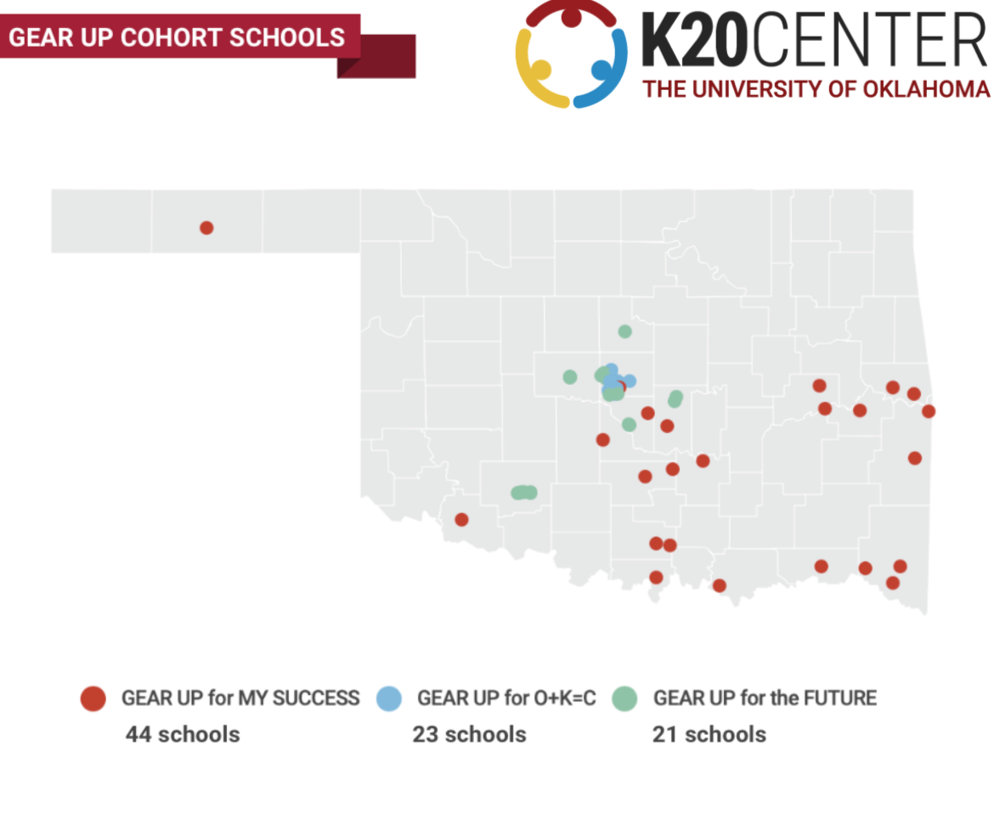 GEAR UP COHORT SCHOOLS
K20CENTER
THE UNIVERSITY OF OKLAHOMA
GEAR UP for MY SUCCESS
44 schools
GEAR UP for O+K=C
23 schools
GEAR UP for the FUTURE
21 schools